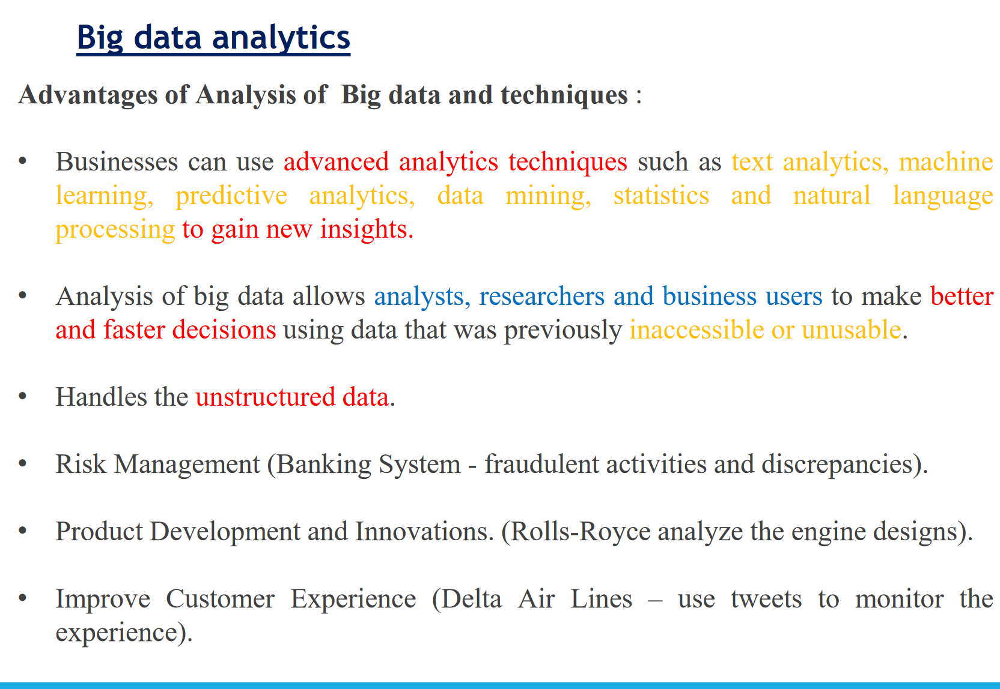 Big data analytics
Advantages of Analysis of Big data and techniques :
• Businesses can use advanced analytics techniques such as text analytics, machine
learning, predictive analytics, data mining, statistics and natural language
processing to gain new insights.
• Analysis of big data allows analysts, researchers and business users to make better
and faster decisions using data that was previously inaccessible or unusable.
• Handles the unstructured data.
• Risk Management (Banking System - fraudulent activities and discrepancies).
• Product Development and Innovations. (Rolls-Royce analyze the engine designs).
• Improve Customer Experience (Delta Air Lines – use tweets to monitor the
experience).